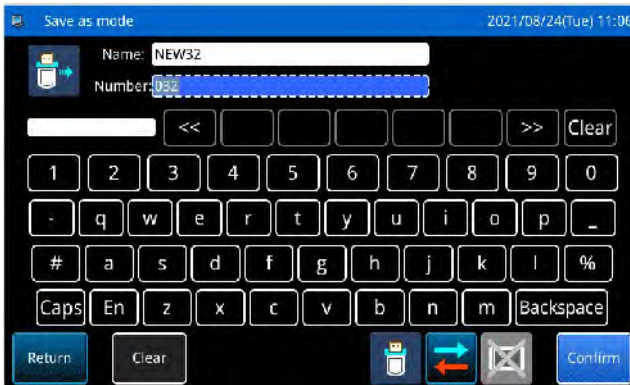 Save as mode 2021/08/24(Tue) 11:06
Name: NEW32
Number: 032
<< >> Clear
1 2 3 4 5 6 7 8 9 0
- q w e r t y u i o p _
# a s d f g h j k l %
Caps En z x c v b n m Backspace
Return Clear Confirm